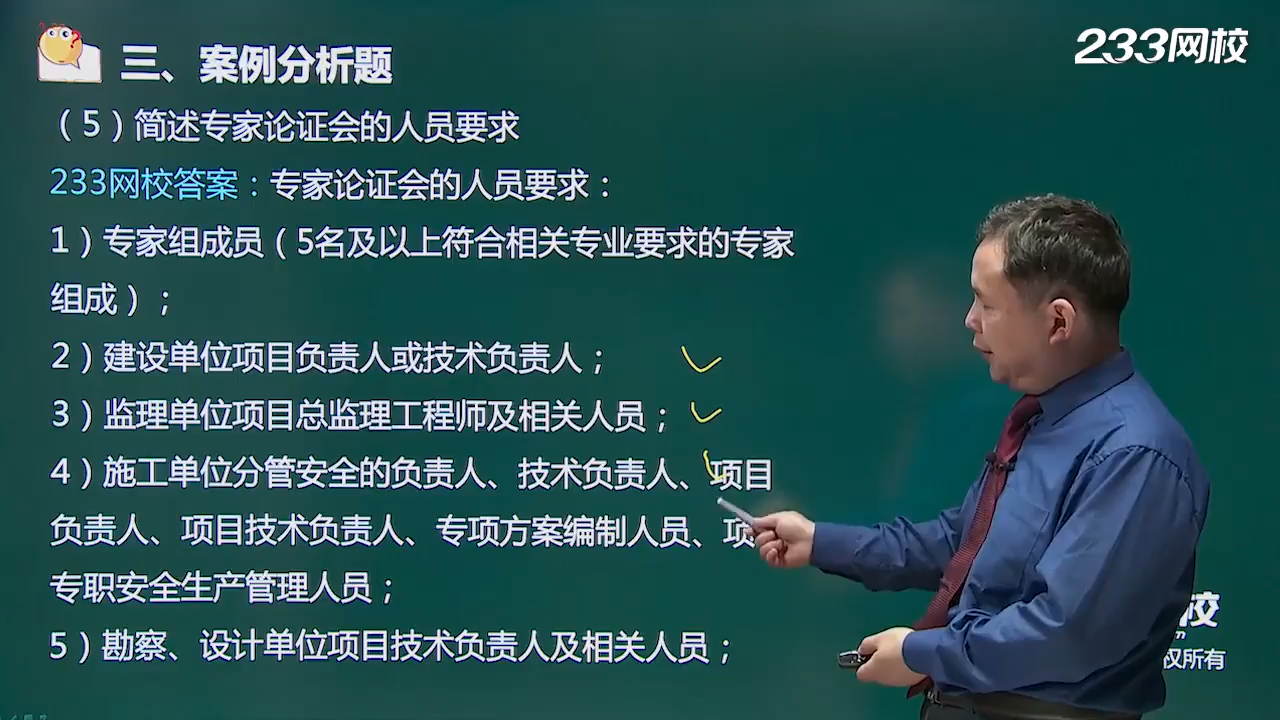 233网校
三、案例分析题
（5）简述专家论证会的人员要求
233网校答案：专家论证会的人员要求：
1）专家组成员（5名及以上符合相关专业要求的专家
组成）；
2）建设单位项目负责人或技术负责人；
3）监理单位项目总监理工程师及相关人员；
4）施工单位分管安全的负责人、技术负责人、项目
负责人、项目技术负责人、专项方案编制人员、项
专职安全生产管理人员；
5）勘察、设计单位项目技术负责人及相关人员；
校
权所有